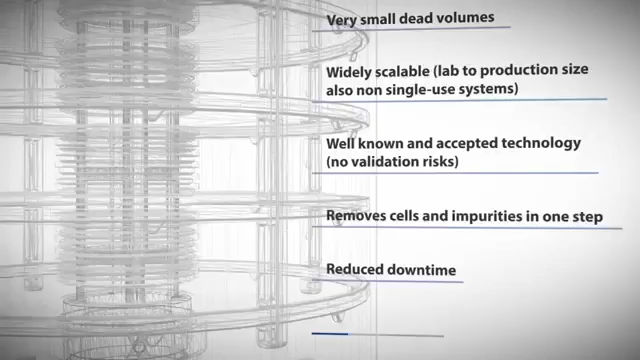 Very small dead volumes
Widely scalable (lab to production size
also non single-use systems)
Well known and accepted technology
(no validation risks)
Removes cells and impurities in one step
Reduced downtime